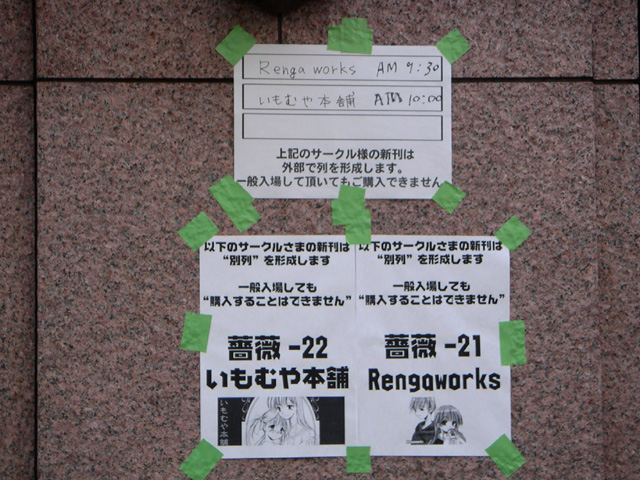 Renga works AM 9:30
いもむや本舗 AM 10:00
上記のサークル様の新刊は
外部で列を形成します。
一般入場して頂いてもご購入できません
以下のサークルさまの新刊は
“別列”を形成します
一般入場しても
“購入することはできません”
薔薇 -22
いもむや本舗
いもむや本舗
以下のサークルさまの新刊は
“別列”を形成します
一般入場しても
“購入することはできません”
薔薇 -21
Rengaworks